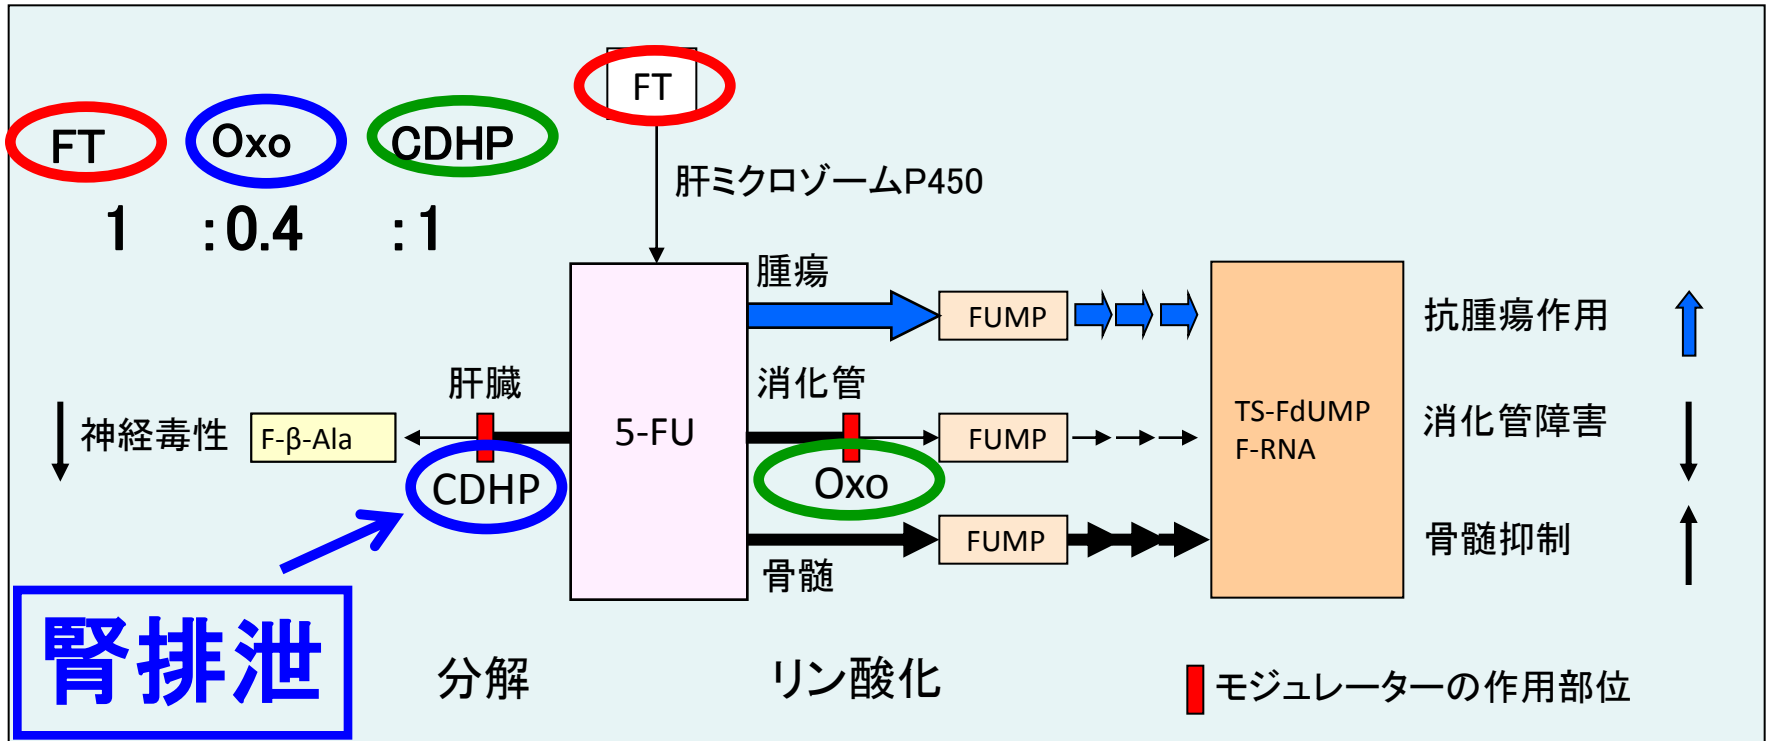 FT
FT Oxo CDHP
1 :0.4 :1
肝ミクロゾームP450
腫瘍
FUMP
抗腫瘍作用
肝臓
消化管
神経毒性
F-β-Ala
5-FU
FUMP
TS-FdUMP
F-RNA
消化管障害
CDHP
Oxo
FUMP
骨髄抑制
骨髄
腎排泄
分解
リン酸化
モジュレーターの作用部位